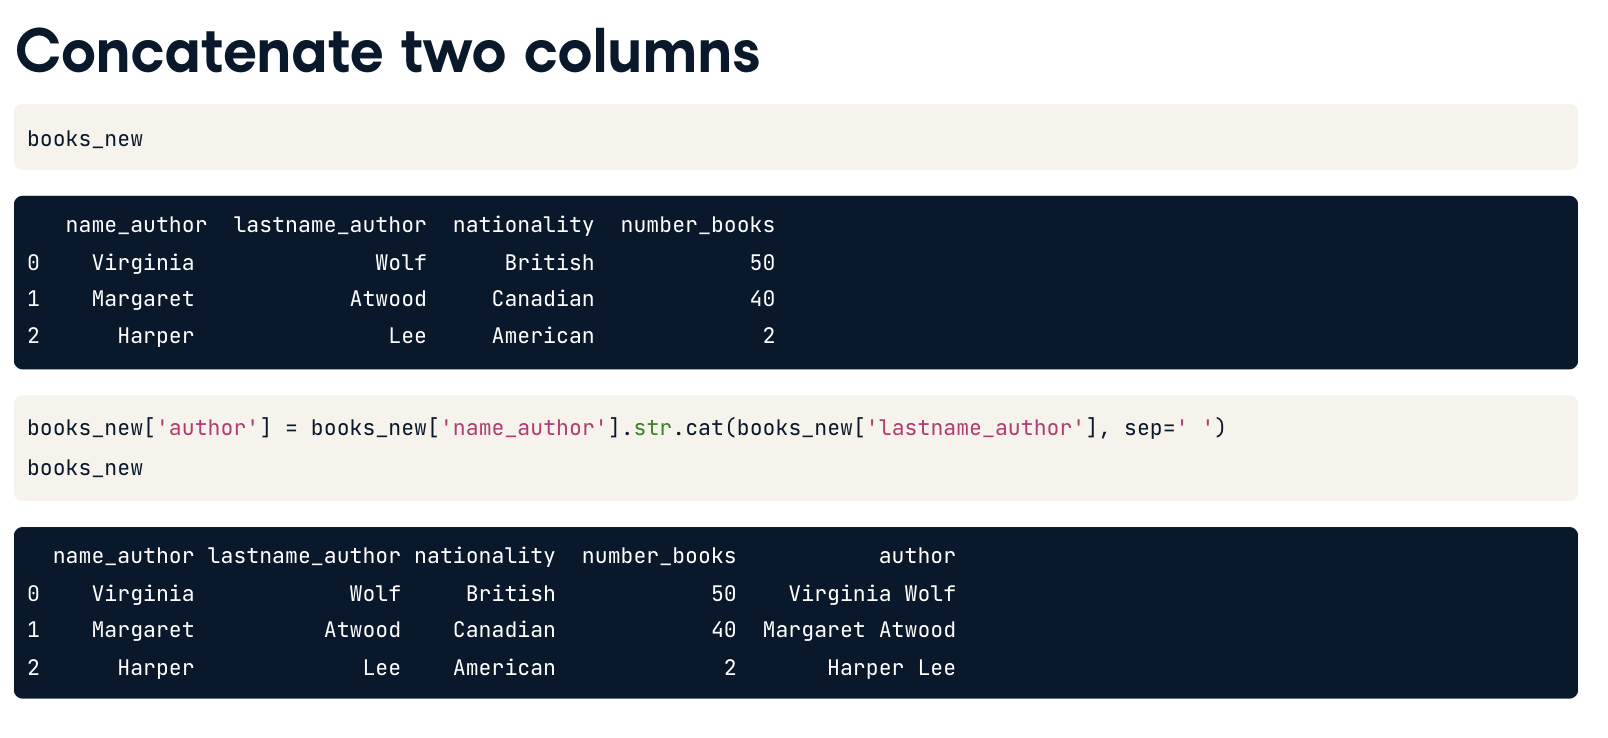 Concatenate two columns
books_new
name_author lastname_author nationality number_books
0 Virginia Wolf British 50
1 Margaret Atwood Canadian 40
2 Harper Lee American 2
books_new['author'] = books_new['name_author'].str.cat(books_new['lastname_author'], sep=' ')
books_new
name_author lastname_author nationality number_books author
0 Virginia Wolf British 50 Virginia Wolf
1 Margaret Atwood Canadian 40 Margaret Atwood
2 Harper Lee American 2 Harper Lee